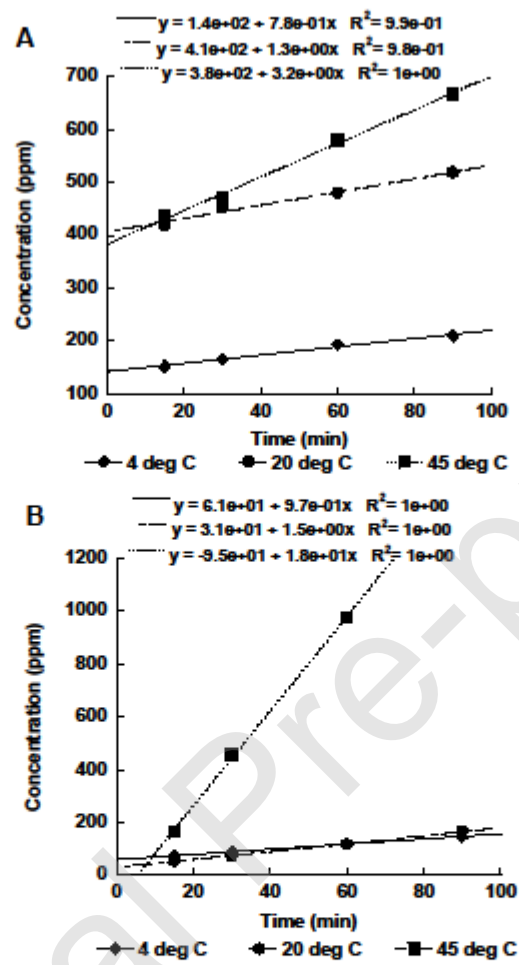 A
y = 1.4e+02 + 7.8e-01x R²= 9.9e-01
y = 4.1e+02 + 1.3e+00x R²= 9.8e-01
y = 3.8e+02 + 3.2e+00x R²= 1e+00
700
600
500
400
300
200
100
Concentration (ppm)
0 20 40 60 80 100
Time (min)
4 deg C 20 deg C 45 deg C
B
y = 6.1e+01 + 9.7e-01x R²= 1e+00
y = 3.1e+01 + 1.5e+00x R²= 1e+00
y = -9.5e+01 + 1.8e+01x R²= 1e+00
1200
1000
800
600
400
200
0
Concentration (ppm)
0 20 40 60 80 100
Time (min)
4 deg C 20 deg C 45 deg C
al Pre-p